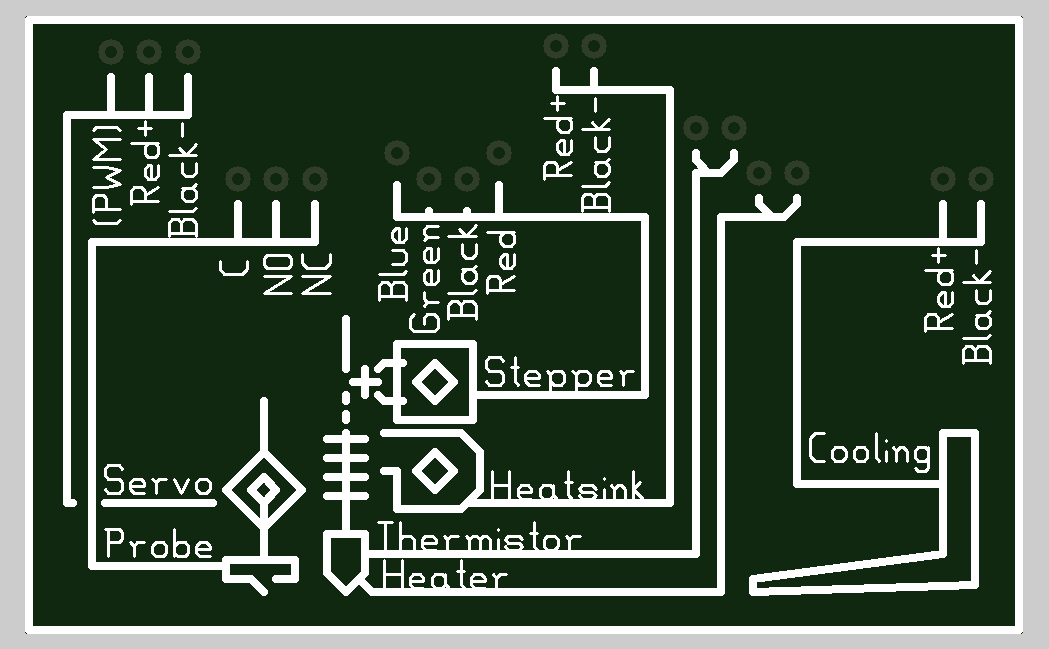 (PWM)
Red+
Black-
C
NO
NC
Blue
Green
Black
Red
Red+
Black-
Red+
Black-
Stepper
Cooling
Servo
Heatsink
Probe
Thermistor
Heater